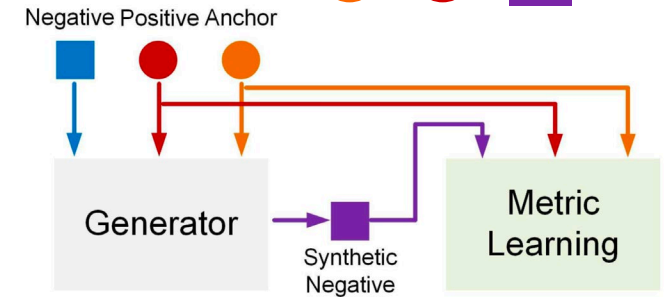 Negative Positive Anchor
Generator
Metric
Learning
Synthetic
Negative